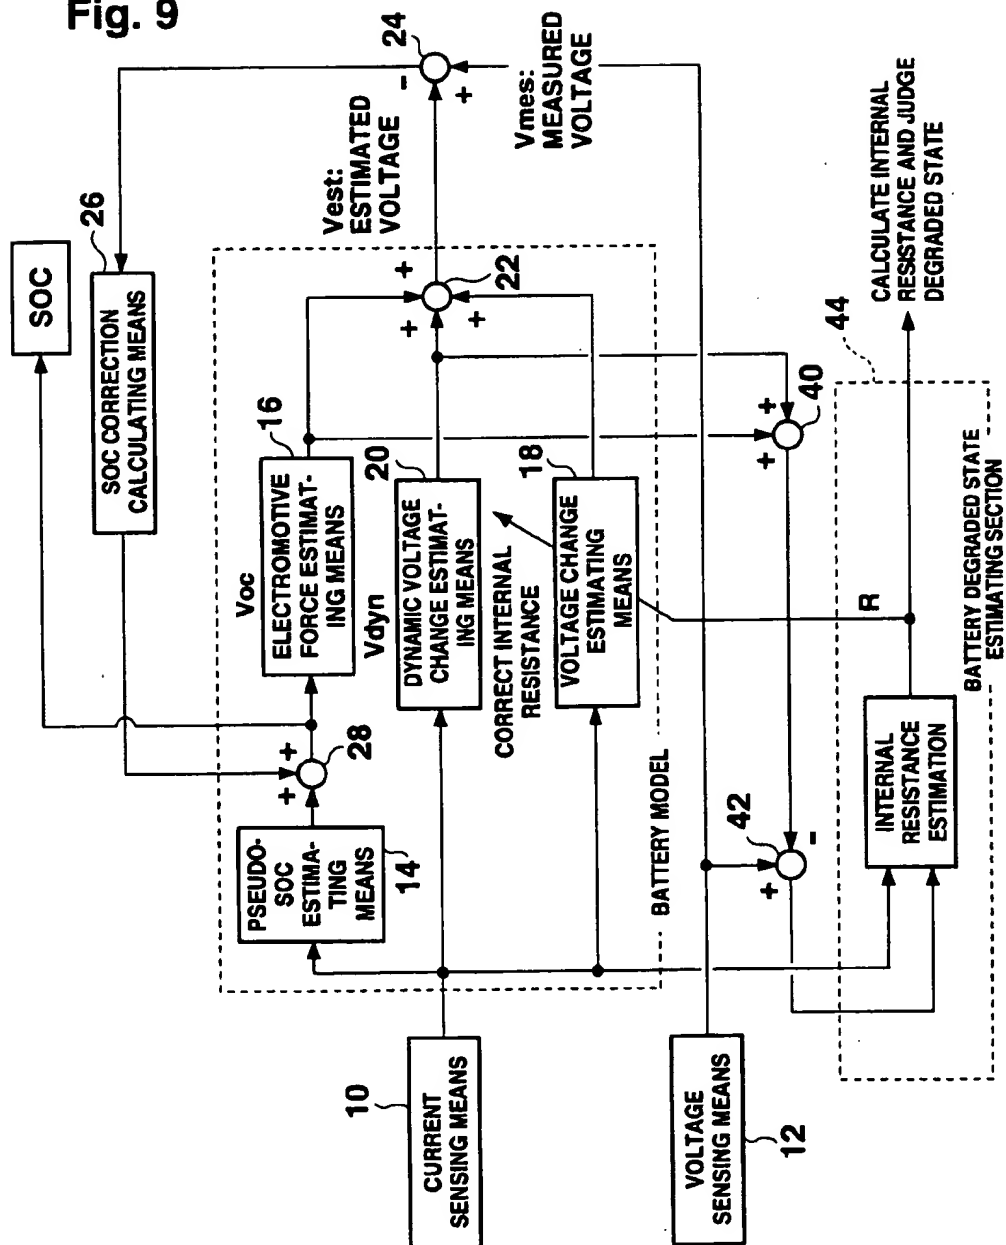 Fig. 9
SOC
26
SOC CORRECTION
CALCULATING MEANS
24
-
+
Vest:
ESTIMATED
VOLTAGE
Vmes:
MEASURED
VOLTAGE
Voc
16
ELECTROMOTIVE
FORCE ESTIMAT-
ING MEANS
Vdyn
20
DYNAMIC VOLTAGE
CHANGE ESTIMAT-
ING MEANS
CORRECT INTERNAL
RESISTANCE
18
VOLTAGE CHANGE
ESTIMATING
MEANS
22
+
+
+
28
+
+
PSEUDO-
SOC
ESTIMA-
TING
MEANS
14
BATTERY MODEL
40
+
+
42
+
-
10
CURRENT
SENSING MEANS
VOLTAGE
SENSING MEANS
12
R
INTERNAL
RESISTANCE
ESTIMATION
BATTERY DEGRADED STATE
ESTIMATING SECTION
44
CALCULATE INTERNAL
RESISTANCE AND JUDGE
DEGRADED STATE